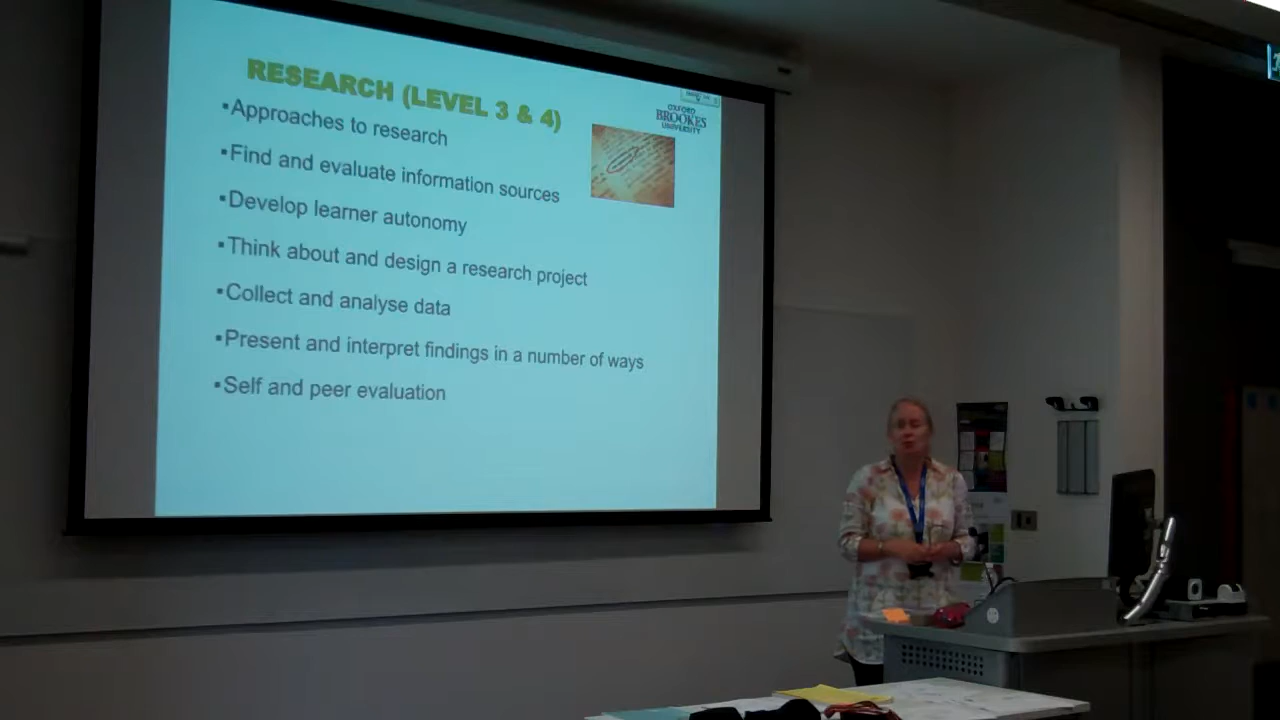 RESEARCH (LEVEL 3 & 4)
▪Approaches to research
▪Find and evaluate information sources
▪Develop learner autonomy
▪Think about and design a research project
▪Collect and analyse data
▪Present and interpret findings in a number of ways
▪Self and peer evaluation
OXFORD
BROOKES
UNIVERSITY